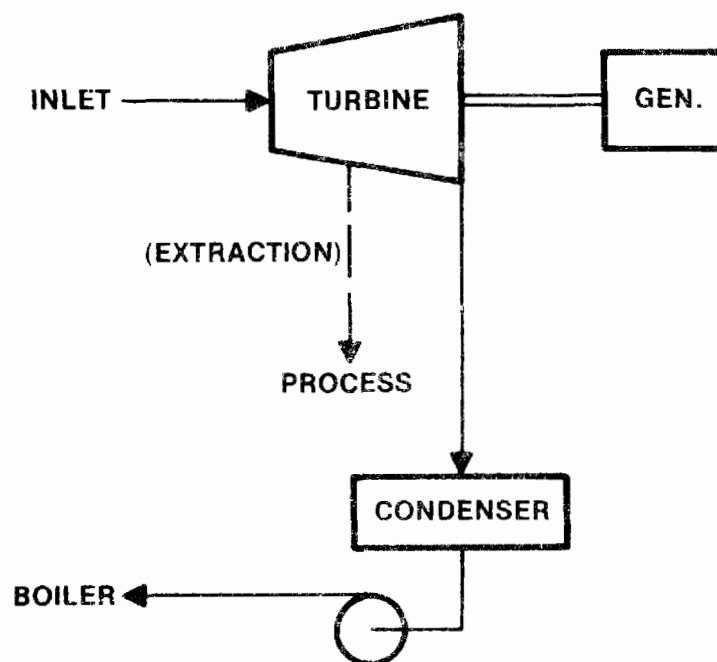 INLET
TURBINE
GEN.
(EXTRACTION)
PROCESS
CONDENSER
BOILER